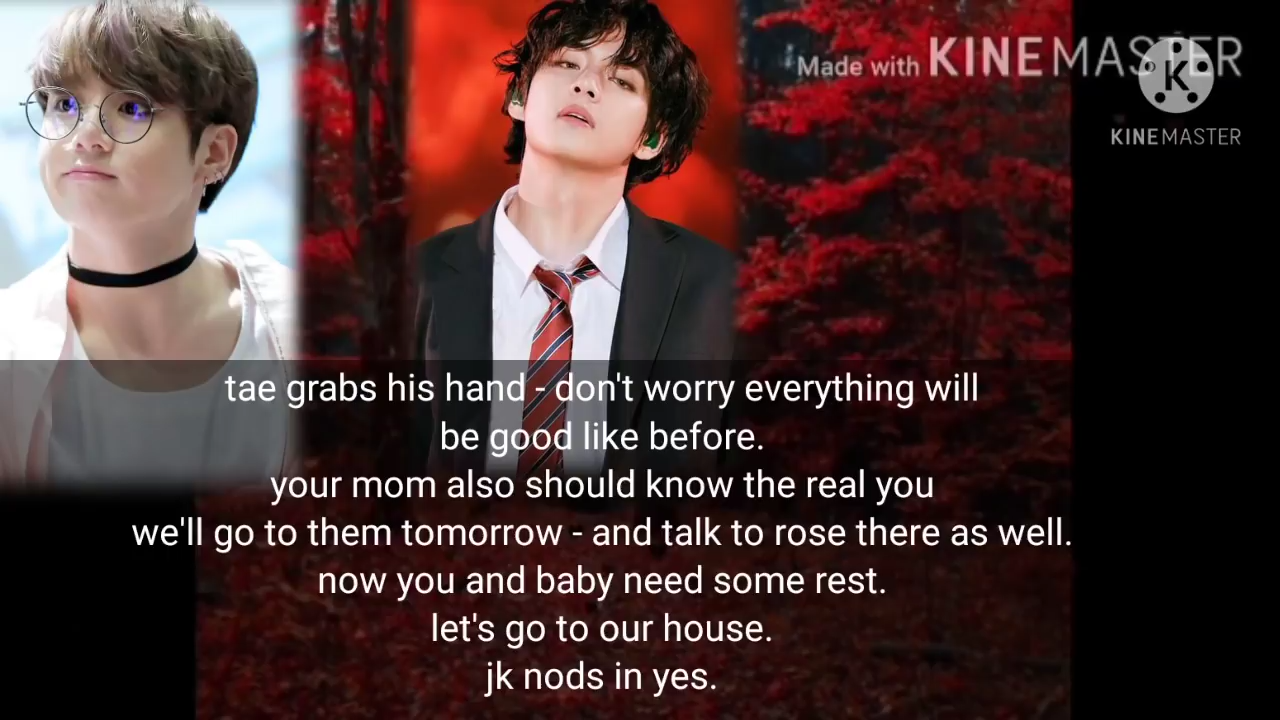 Made with KINEMASTER
KINEMASTER
tae grabs his hand - don't worry everything will
be good like before.
your mom also should know the real you
we'll go to them tomorrow - and talk to rose there as well.
now you and baby need some rest.
let's go to our house.
jk nods in yes.